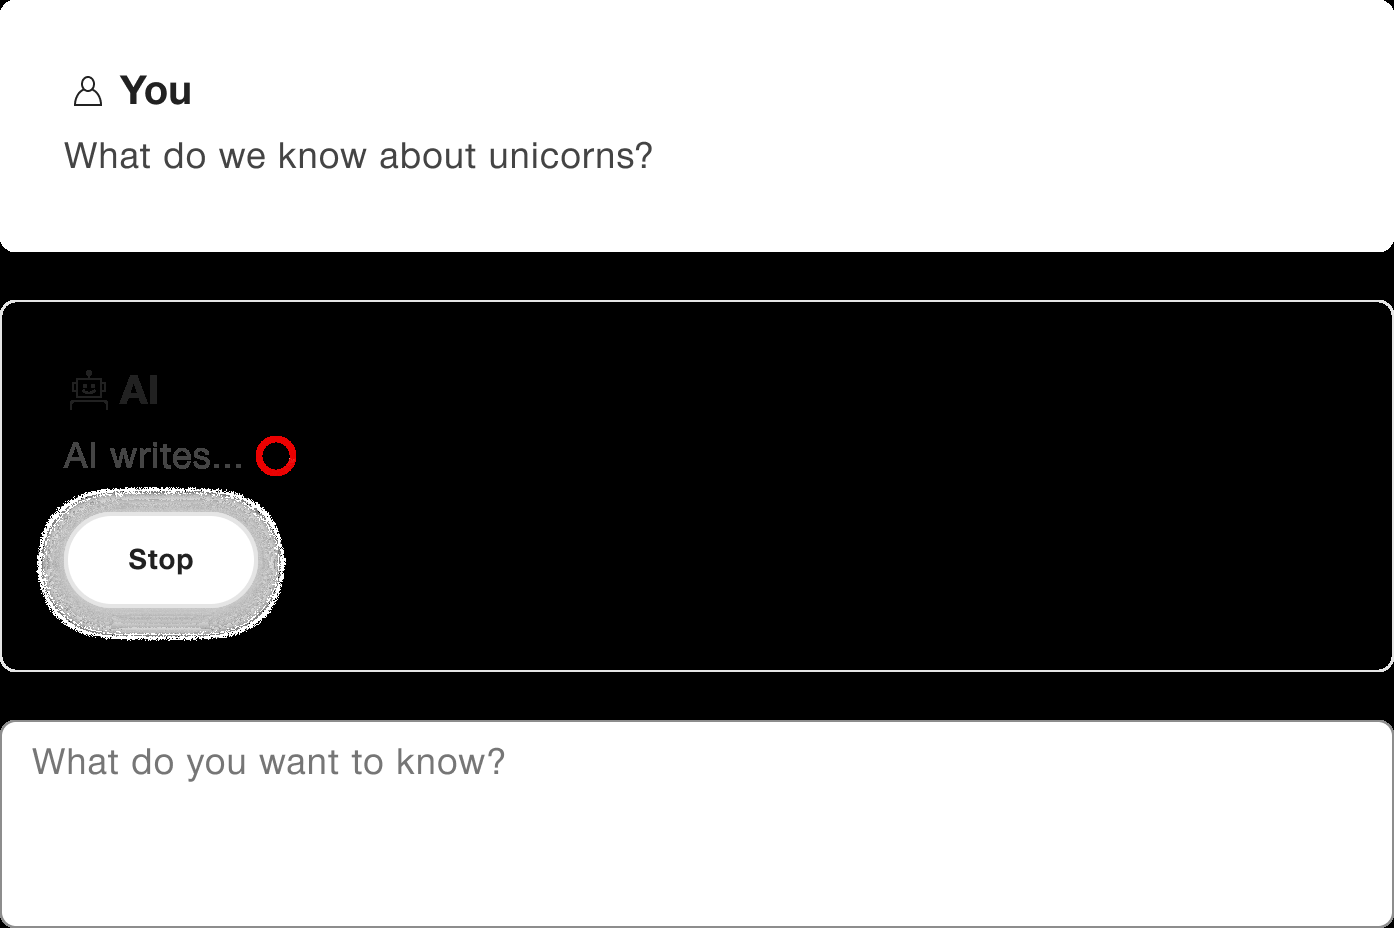 You
What do we know about unicorns?
AI
AI writes...
Stop
What do you want to know?